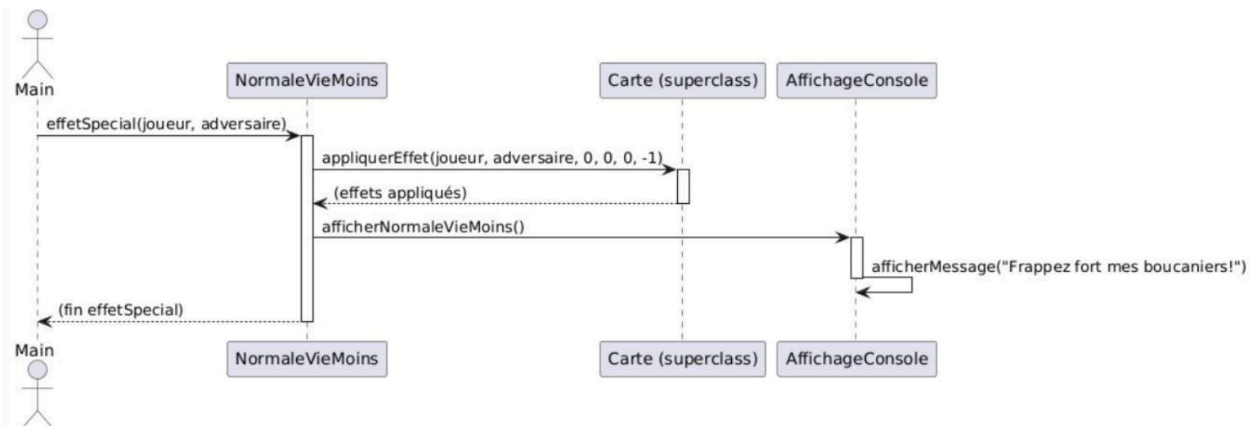 Main
NormaleVieMoins
Carte (superclass)
AffichageConsole
effetSpecial(joueur, adversaire)
appliquerEffet(joueur, adversaire, 0, 0, 0, -1)
(effets appliqués)
afficherNormaleVieMoins()
afficherMessage("Frappez fort mes boucaniers!")
(fin effetSpecial)
Main
NormaleVieMoins
Carte (superclass)
AffichageConsole